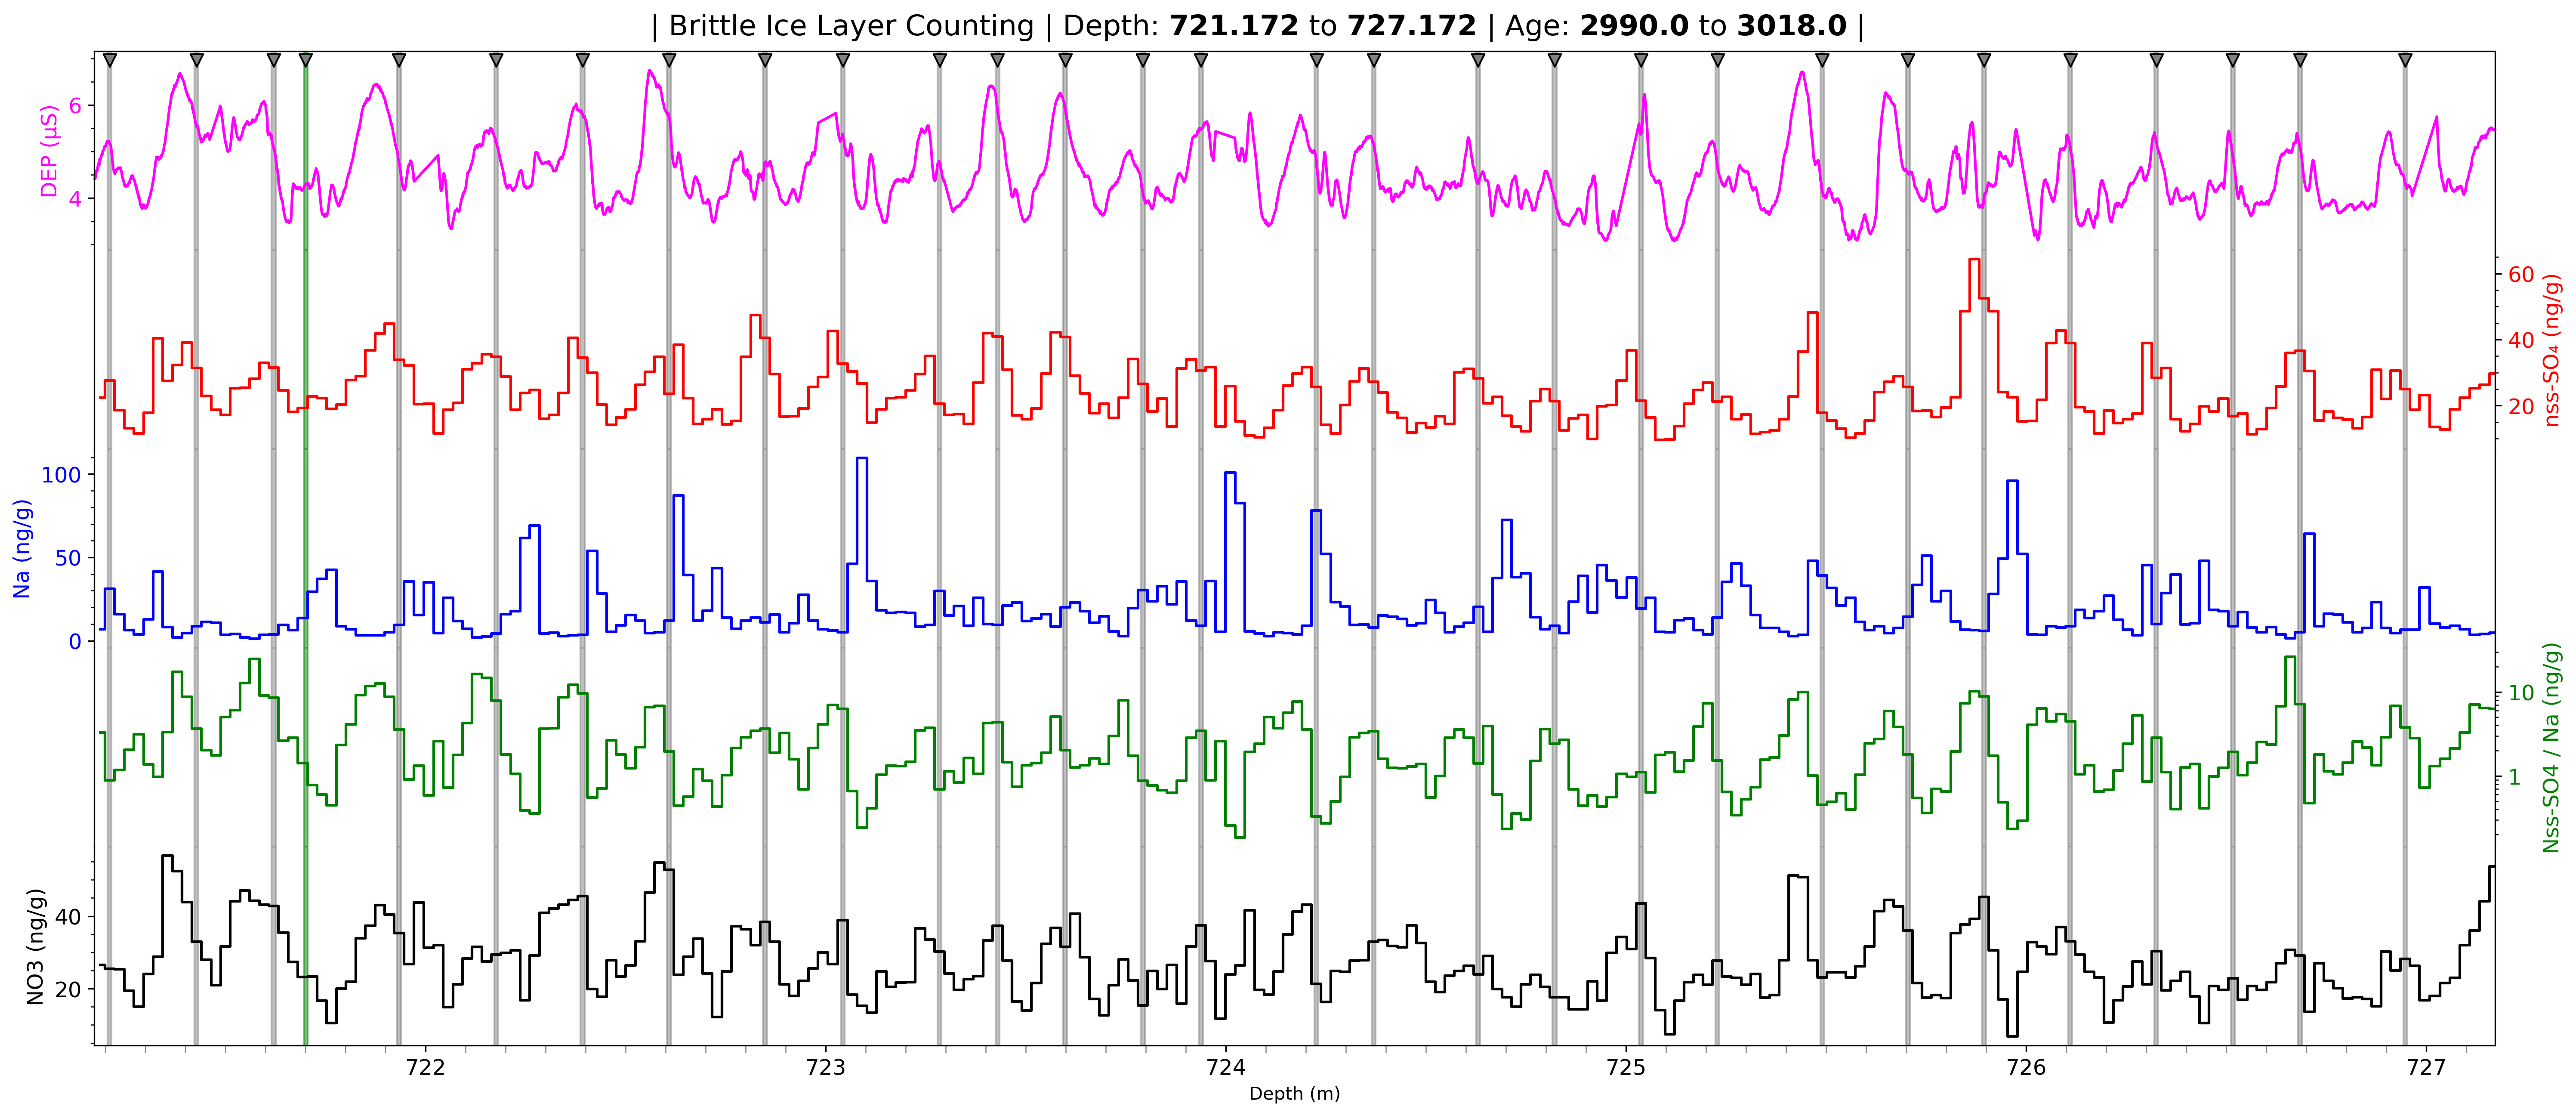 | Brittle Ice Layer Counting | Depth: 721.172 to 727.172 | Age: 2990.0 to 3018.0 |
DEP (µS)
6
4
60
40
20
nss-SO₄ (ng/g)
Na (ng/g)
100
50
0
10
1
Nss-SO4 / Na (ng/g)
NO3 (ng/g)
40
20
722 723 724 725 726 727
Depth (m)